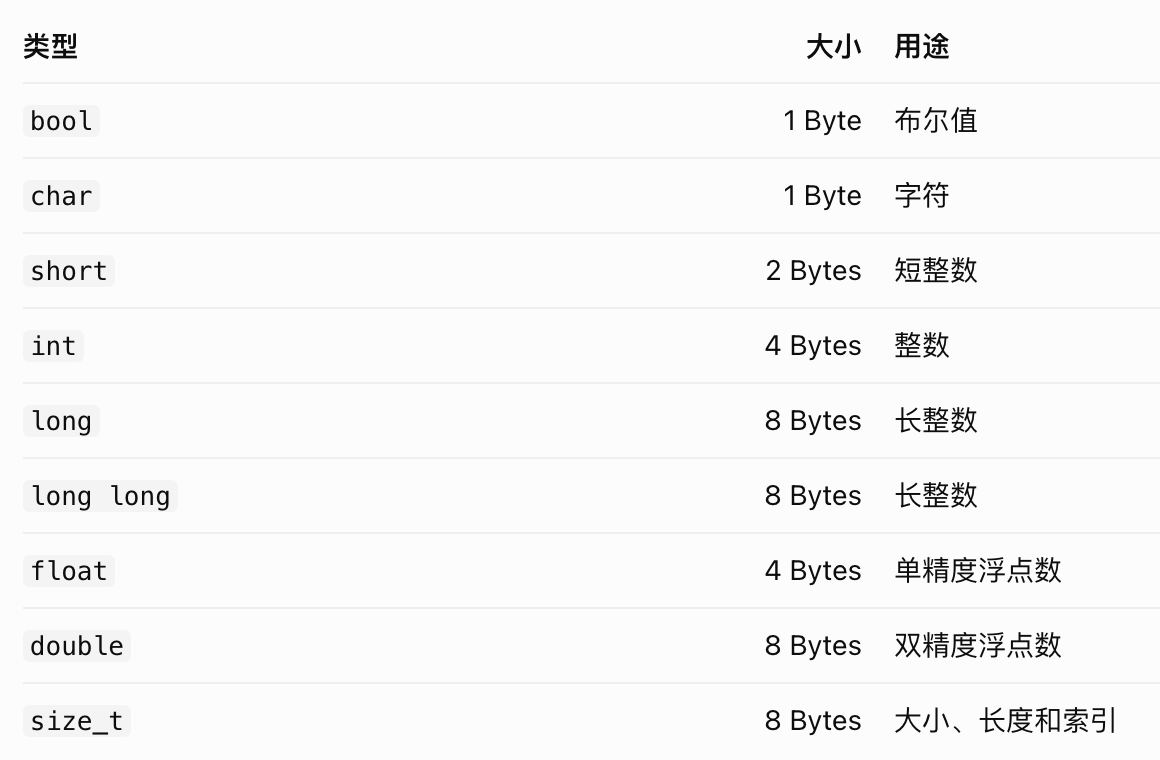 类型 大小 用途
bool 1 Byte 布尔值
char 1 Byte 字符
short 2 Bytes 短整数
int 4 Bytes 整数
long 8 Bytes 长整数
long long 8 Bytes 长整数
float 4 Bytes 单精度浮点数
double 8 Bytes 双精度浮点数
size_t 8 Bytes 大小、长度和索引